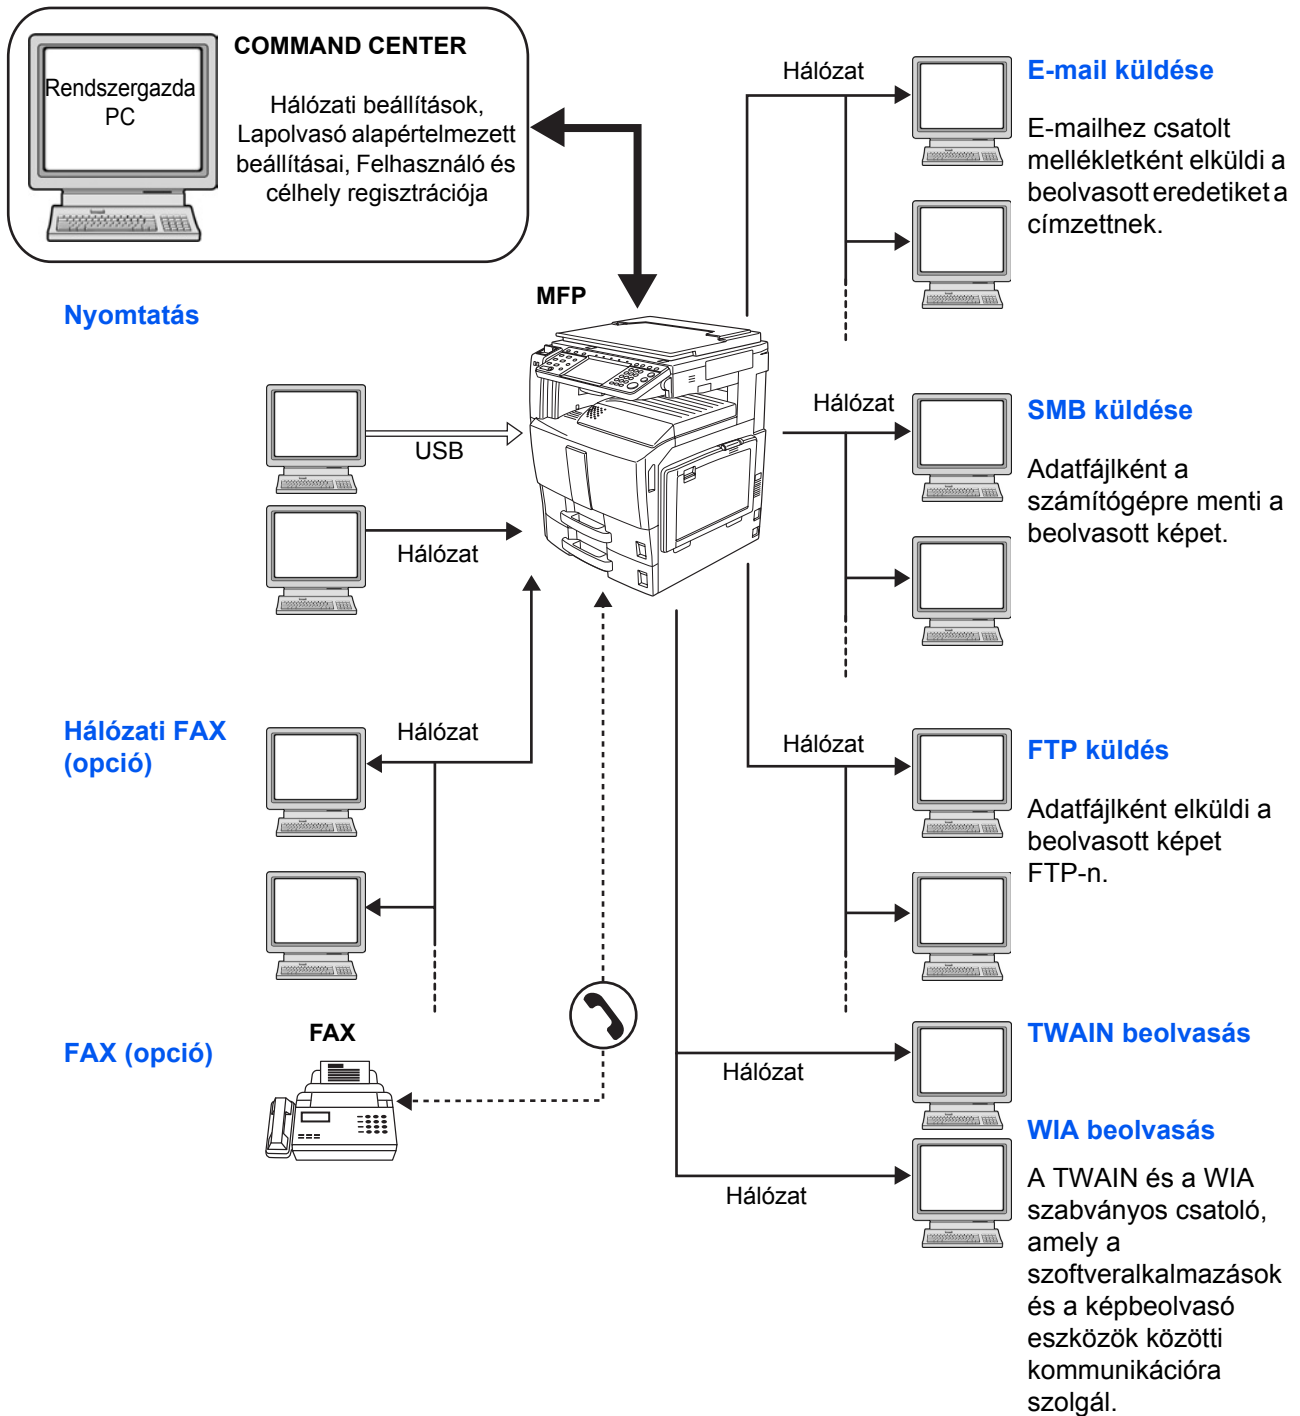 COMMAND CENTER
Rendszergazda
PC
Hálózati beállítások,
Lapolvasó alapértelmezett
beállításai, Felhasználó és
célhely regisztrációja
Hálózat
E-mail küldése
E-mailhez csatolt
mellékletként elküldi a
beolvasott eredetiket a
címzettnek.
MFP
Nyomtatás
USB
Hálózat
Hálózat
SMB küldése
Adatfájlként a
számítógépre menti a
beolvasott képet.
Hálózati FAX
(opció)
Hálózat
Hálózat
FTP küldés
Adatfájlként elküldi a
beolvasott képet
FTP-n.
FAX (opció)
FAX
Hálózat
TWAIN beolvasás
Hálózat
WIA beolvasás
A TWAIN és a WIA
szabványos csatoló,
amely a
szoftveralkalmazások
és a képbeolvasó
eszközök közötti
kommunikációra
szolgál.